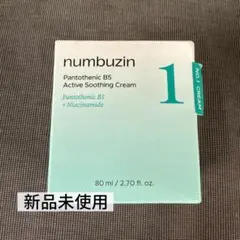 numbuzin
Pantothenic B5
Active Soothing Cream
Pantothenic B5
+ Niacinamide
1
NO.1 CREAM
80 ml / 2.70 fl. oz.
新品未使用